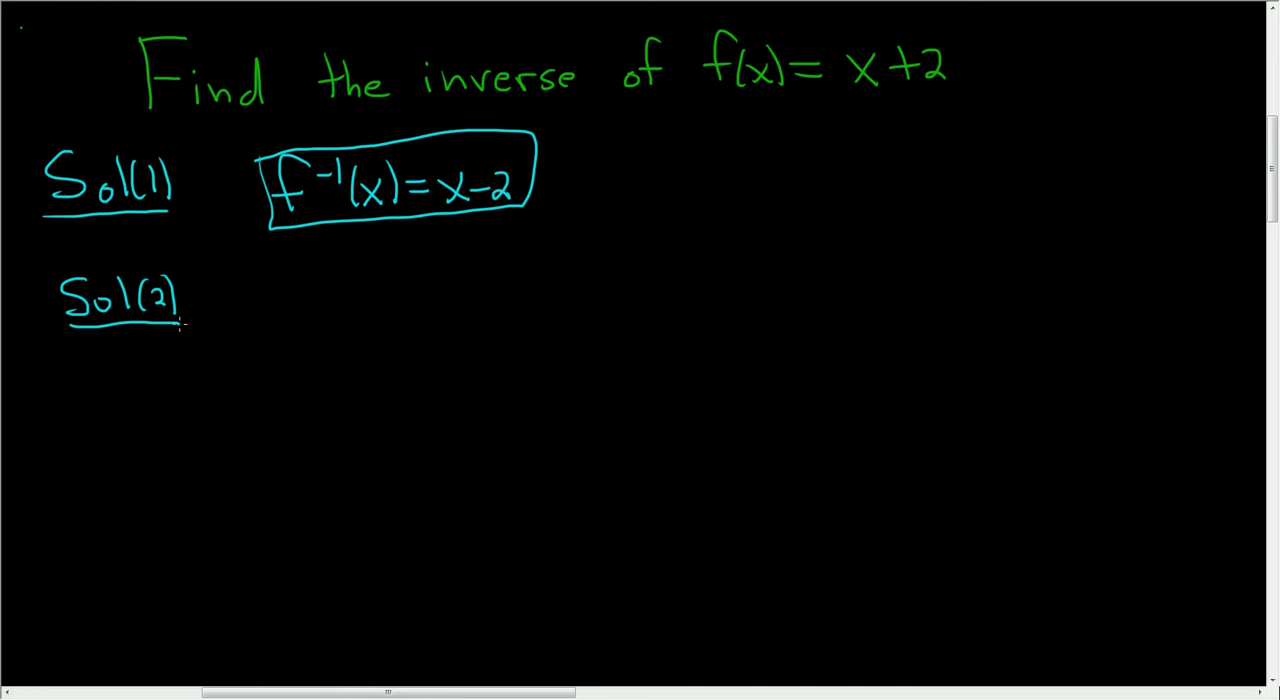 Find the inverse of f(x) = x + 2
Sol(1) f⁻¹(x) = x - 2
Sol(2)